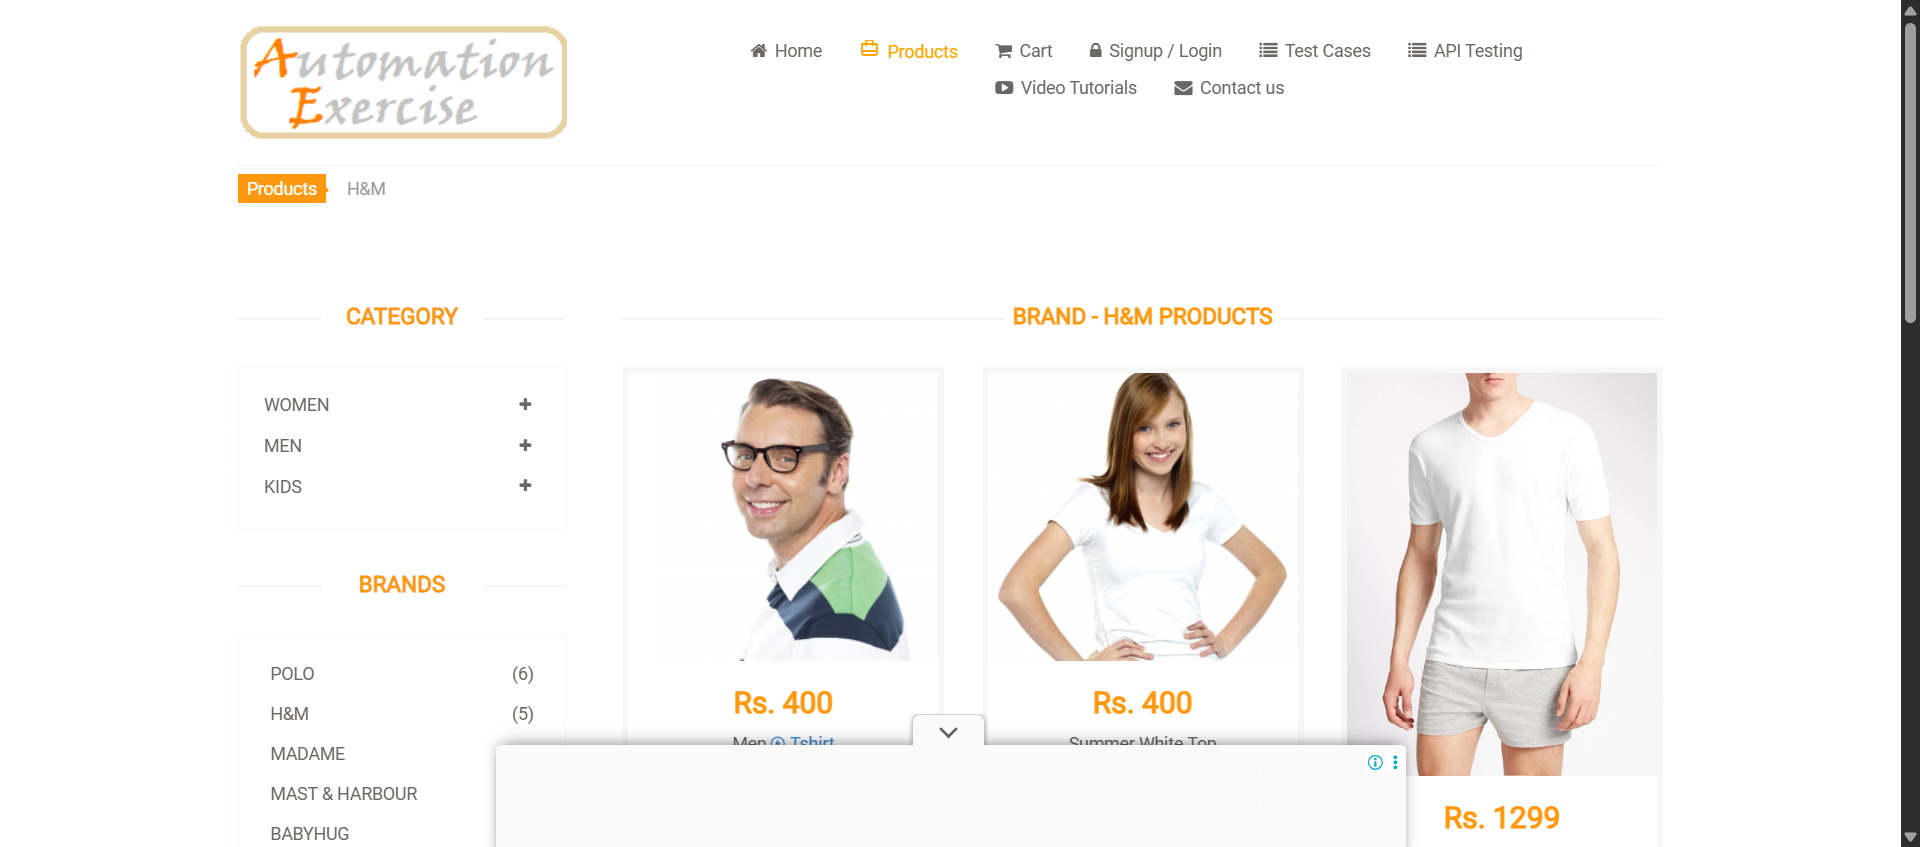 Automation
Exercise
Home
Products
Cart
Signup / Login
Test Cases
API Testing
Video Tutorials
Contact us
Products
H&M
CATEGORY
WOMEN
MEN
KIDS
BRANDS
POLO (6)
H&M (5)
MADAME
MAST & HARBOUR
BABYHUG
BRAND - H&M PRODUCTS
Rs. 400
Men Tshirt
Rs. 400
Summer White Top
Rs. 1299